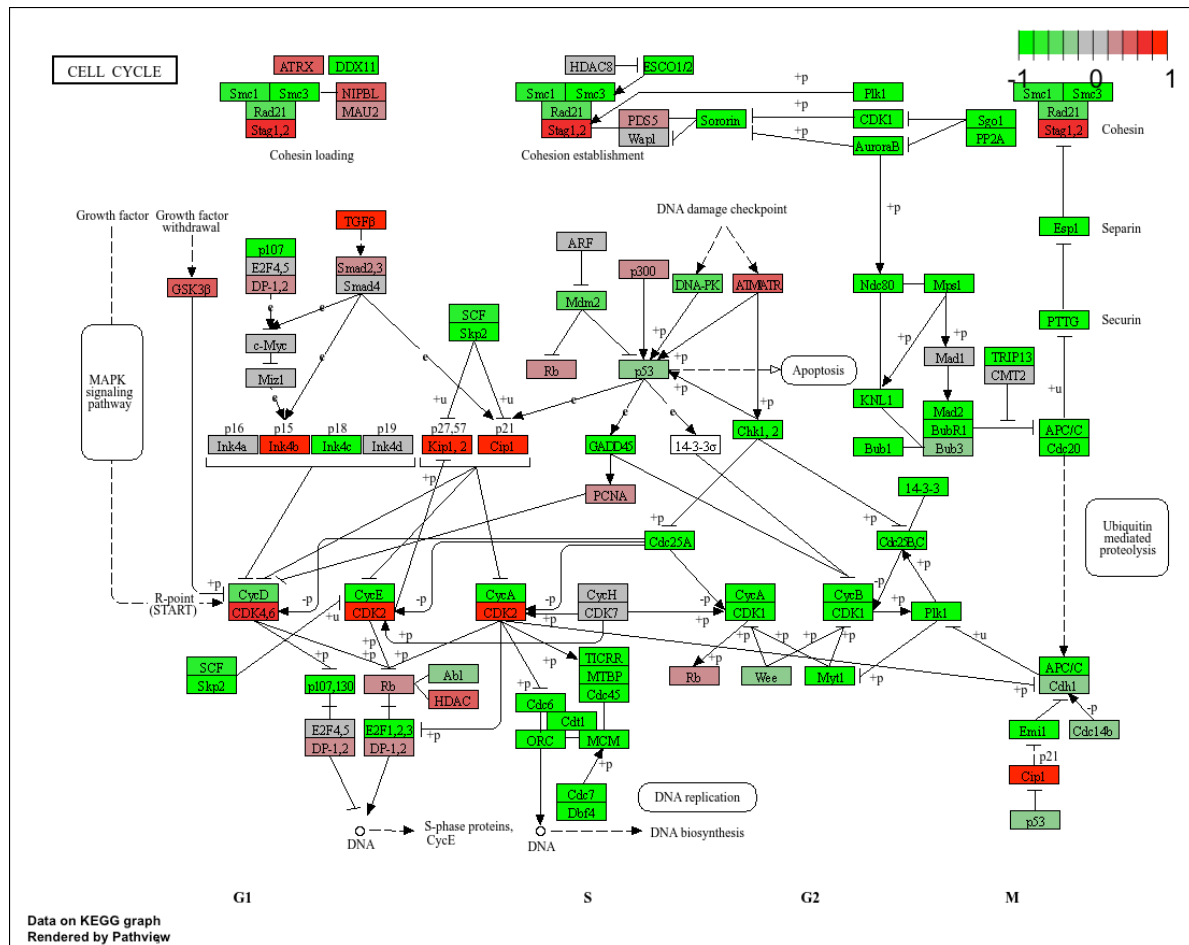 CELL CYCLE
-1 0 1
ATRX DDX11
Smc1 Smc3 NIPBL
Rad21 MAU2
Stag1,2
Cohesin loading
HDAC8 ESCO1/2
Smc1 Smc3
Rad21
Stag1,2
PDS5
Wapl
Sororin
Cohesion establishment
+p
Plk1
+p
CDK1
+p
AuroraB
Sgo1
PP2A
Smc1 Smc3
Rad21
Stag1,2
Cohesin
+p
Growth factor
Growth factor
withdrawal
TGFβ
DNA damage checkpoint
p107
E2F4,5
DP-1,2
Smad2,3
Smad4
GSK3β
ARF
Mdm2
p300
DNA-PK
ATMATR
Esp1
Separin
Ndc80
Mps1
PTTG
Securin
e
e
c-Myc
Miz1
e
SCF
Skp2
e
Rb
p53
+p
+p
+p
+p
Apoptosis
+p
+p
Mad1
TRIP13
CMT2
+u
MAPK
signaling
pathway
KNL1
Mad2
BubR1
Bub3
Bub1
APC/C
Cdc20
p16
Ink4a
p15
Ink4b
p18
Ink4c
p19
Ink4d
+u
+u
p27,57
Kip1, 2
p21
Cip1
e
e
e
GADD45
14-3-3σ
Chk1, 2
+p
PCNA
14-3-3
+p
+p
Cdc25A
Cdc25B,C
Ubiquitin
mediated
proteolysis
R-point
(START)
+p
CycD
CDK4,6
-p
+u
CycE
CDK2
-p
CycA
CDK2
-p
+p
CycH
CDK7
-p
+p
CycA
CDK1
CycB
CDK1
-p
-p
+p
Plk1
+u
SCF
Skp2
+p
+p
+p
+p
+p
p107,130
Rb
Abl
HDAC
TICRR
MTBP
Cdc45
+p
+p
+p
+p
+p
Rb
Wee
Myt1
+p
+p
APC/C
Cdh1
E2F4,5
DP-1,2
E2F1,2,3
DP-1,2
+p
+p
Cdc6
Cdt1
ORC
MCM
+p
Cdc7
Dbf4
DNA replication
Emi1
-p
Cdc14b
p21
Cip1
p53
DNA
S-phase proteins,
CycE
DNA
DNA biosynthesis
G1 S G2 M
Data on KEGG graph
Rendered by Pathview